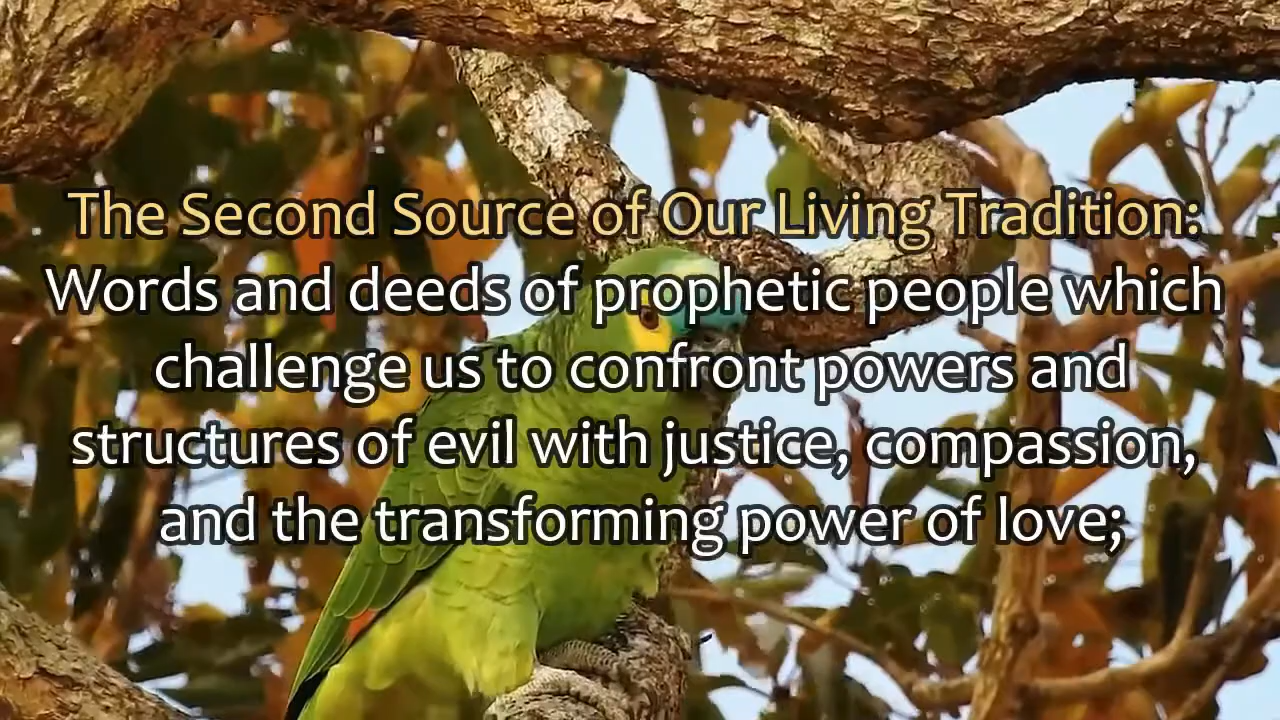 The Second Source of Our Living Tradition:
Words and deeds of prophetic people which
challenge us to confront powers and
structures of evil with justice, compassion,
and the transforming power of love;